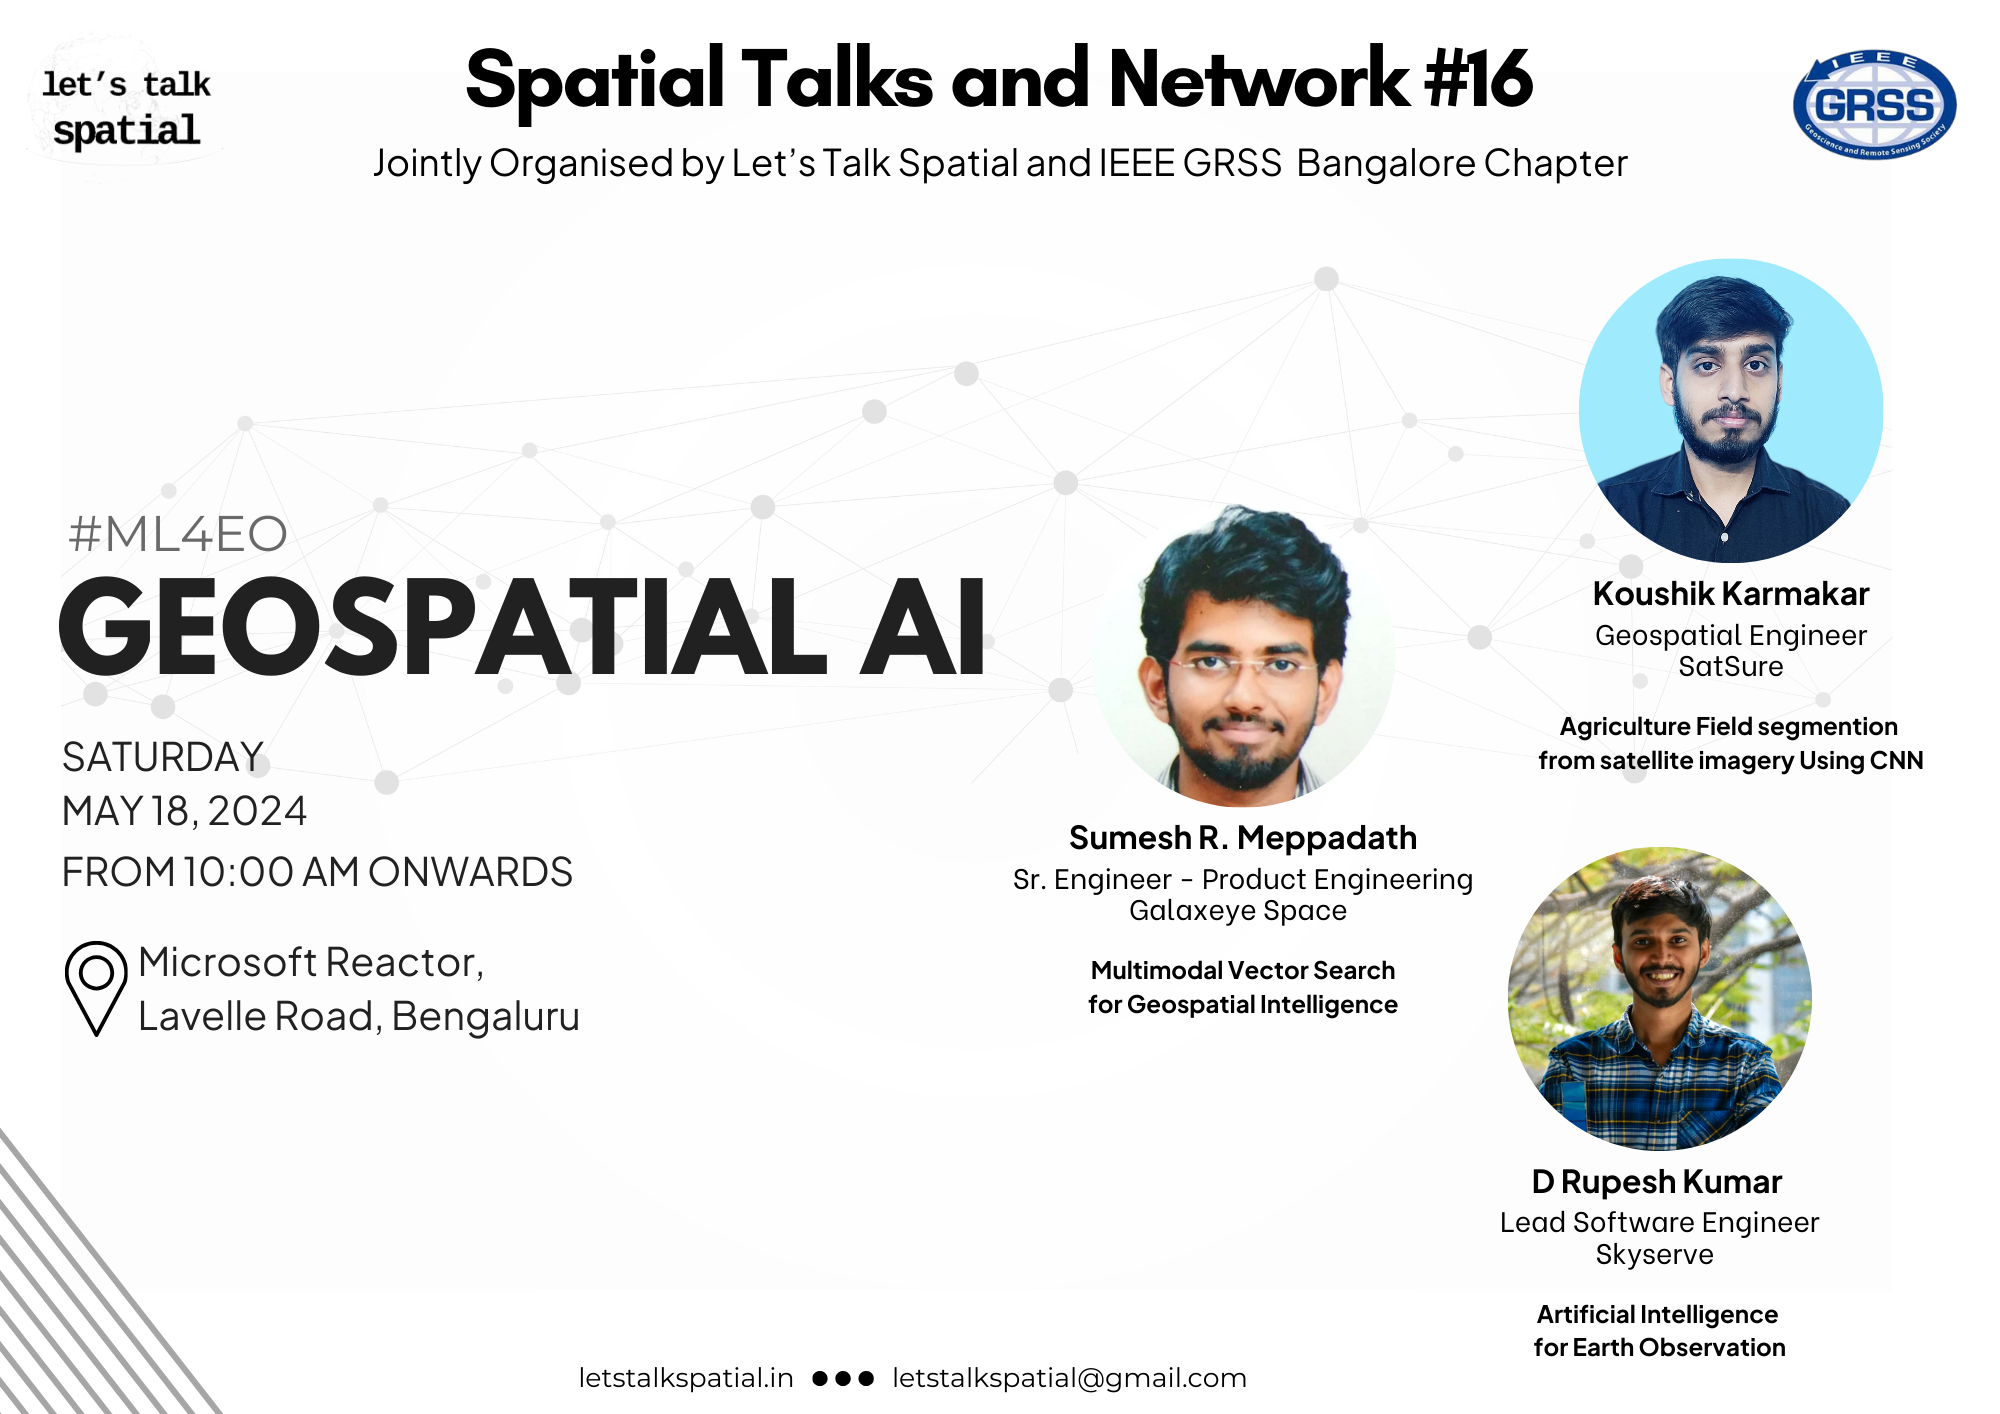 let's talk
spatial
Spatial Talks and Network #16
Jointly Organised by Let's Talk Spatial and IEEE GRSS Bangalore Chapter
IEEE
GRSS
Geoscience and Remote Sensing Society
#ML4EO
GEOSPATIAL AI
SATURDAY
MAY 18, 2024
FROM 10:00 AM ONWARDS
Microsoft Reactor,
Lavelle Road, Bengaluru
Sumesh R. Meppadath
Sr. Engineer - Product Engineering
Galaxeye Space
Multimodal Vector Search
for Geospatial Intelligence
Koushik Karmakar
Geospatial Engineer
SatSure
Agriculture Field segmention
from satellite imagery Using CNN
D Rupesh Kumar
Lead Software Engineer
Skyserve
Artificial Intelligence
for Earth Observation
letstalkspatial.in ●●● letstalkspatial@gmail.com